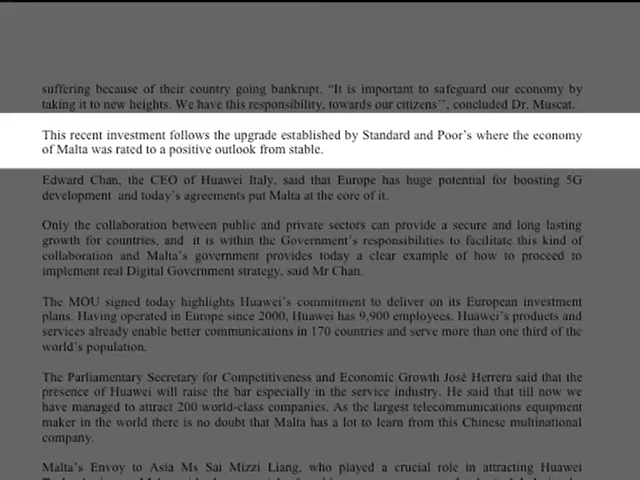 suffering because of their country going bankrupt. “It is important to safeguard our economy by
taking it to new heights. We have this responsibility, towards our citizens’’, concluded Dr. Muscat.
This recent investment follows the upgrade established by Standard and Poor’s where the economy
of Malta was rated to a positive outlook from stable.
Edward Chan, the CEO of Huawei Italy, said that Europe has huge potential for boosting 5G
development and today’s agreements put Malta at the core of it.
Only the collaboration between public and private sectors can provide a secure and long lasting
growth for countries, and it is within the Government’s responsibilities to facilitate this kind of
collaboration and Malta’s government provides today a clear example of how to proceed to
implement real Digital Government strategy, said Mr Chan.
The MOU signed today highlights Huawei’s commitment to deliver on its European investment
plans. Having operated in Europe since 2000, Huawei has 9,900 employees. Huawei’s products and
services already enable better communications in 170 countries and serve more than one third of the
world’s population.
The Parliamentary Secretary for Competitiveness and Economic Growth José Herrera said that the
presence of Huawei will raise the bar especially in the service industry. He said that till now we
have managed to attract 200 world-class companies. As the largest telecommunications equipment
maker in the world there is no doubt that Malta has a lot to learn from this Chinese multinational
company.
Malta’s Envoy to Asia Ms Sai Mizzi Liang, who played a crucial role in attracting Huawei